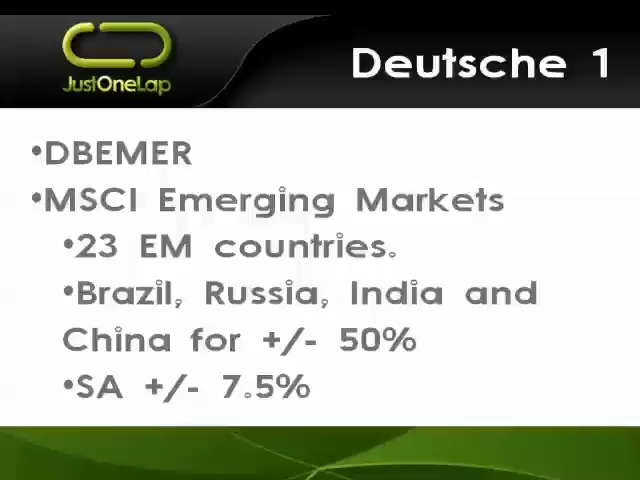 JustOneLap
Deutsche 1
•DBEMER
•MSCI Emerging Markets
•23 EM countries.
•Brazil, Russia, India and
China for +/- 50%
•SA +/- 7.5%